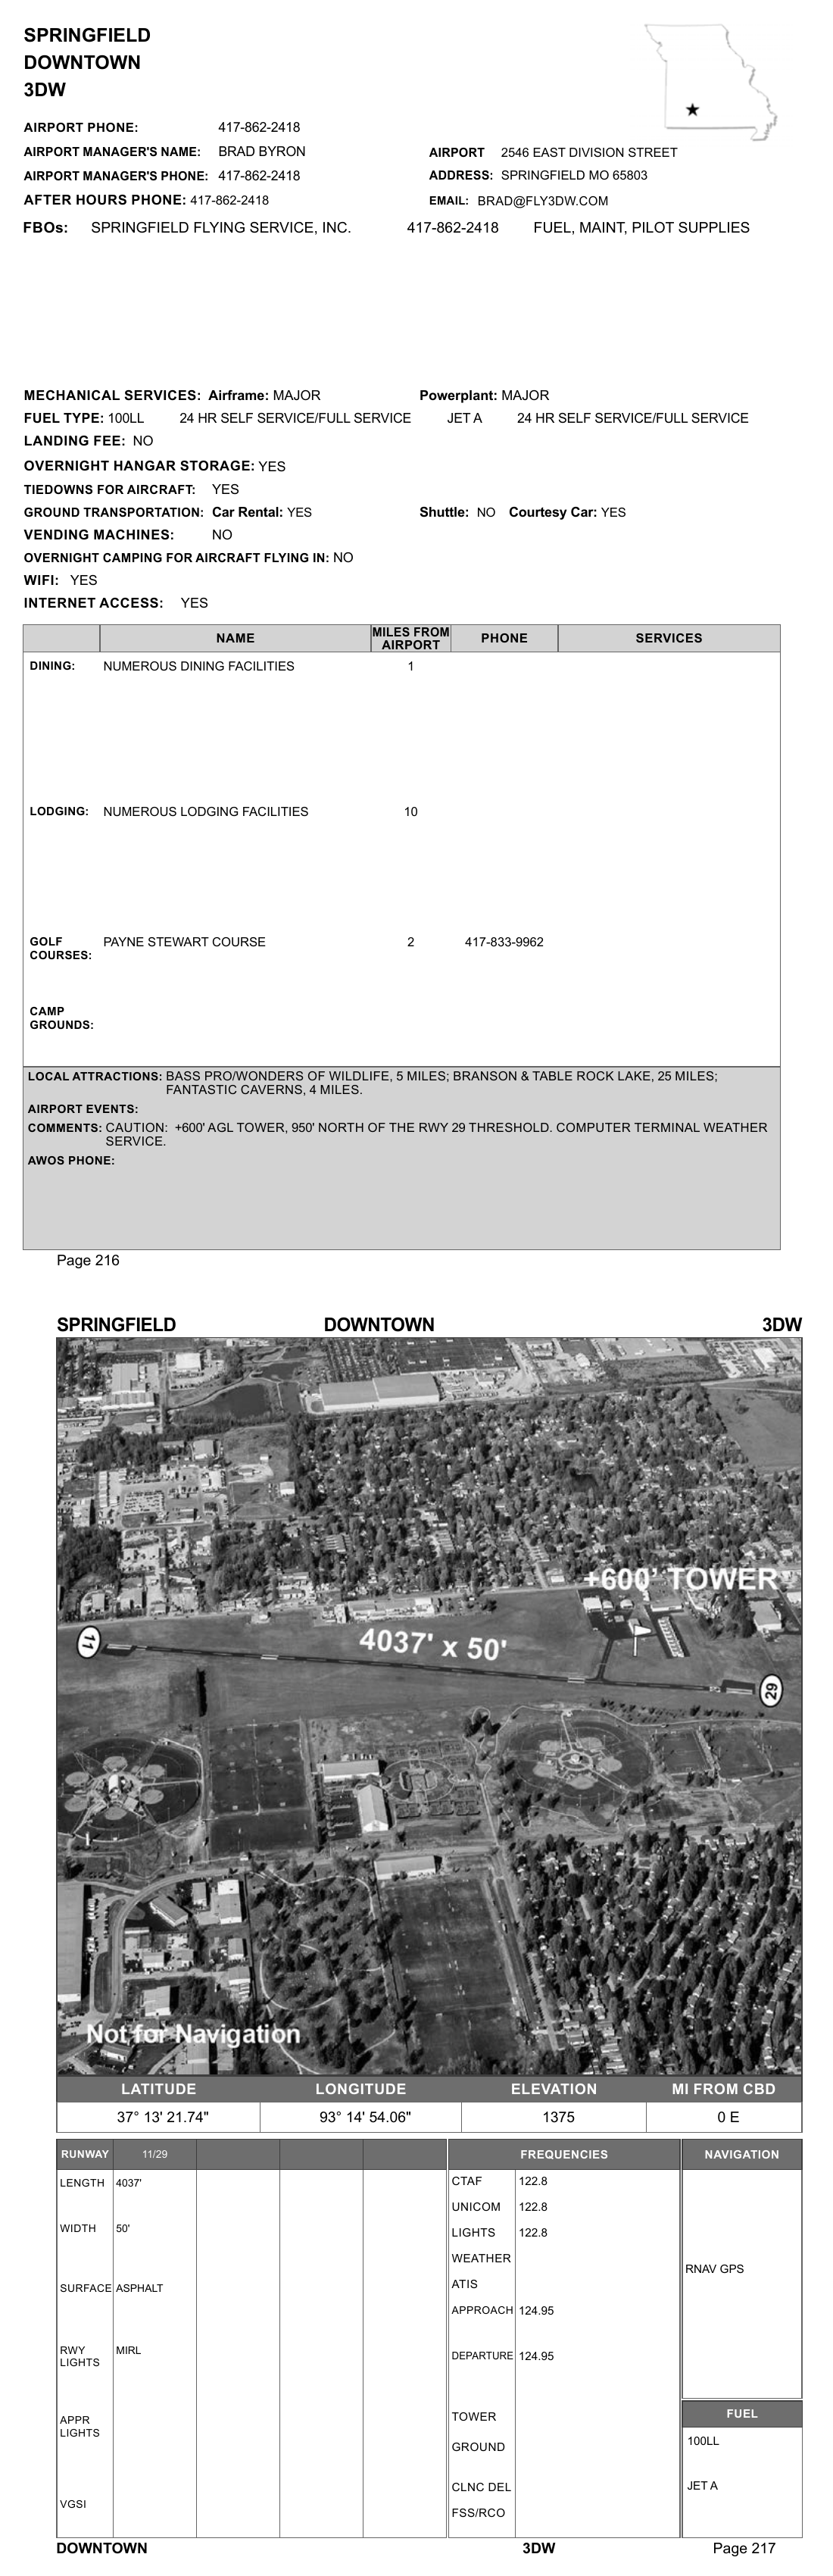 SPRINGFIELD
DOWNTOWN
3DW
AIRPORT PHONE: 417-862-2418
AIRPORT MANAGER'S NAME: BRAD BYRON AIRPORT 2546 EAST DIVISION STREET
AIRPORT MANAGER'S PHONE: 417-862-2418 ADDRESS: SPRINGFIELD MO 65803
AFTER HOURS PHONE: 417-862-2418 EMAIL: BRAD@FLY3DW.COM
FBOs: SPRINGFIELD FLYING SERVICE, INC. 417-862-2418 FUEL, MAINT, PILOT SUPPLIES
MECHANICAL SERVICES: Airframe: MAJOR Powerplant: MAJOR
FUEL TYPE: 100LL 24 HR SELF SERVICE/FULL SERVICE JET A 24 HR SELF SERVICE/FULL SERVICE
LANDING FEE: NO
OVERNIGHT HANGAR STORAGE: YES
TIEDOWNS FOR AIRCRAFT: YES
GROUND TRANSPORTATION: Car Rental: YES Shuttle: NO Courtesy Car: YES
VENDING MACHINES: NO
OVERNIGHT CAMPING FOR AIRCRAFT FLYING IN: NO
WIFI: YES
INTERNET ACCESS: YES
NAME MILES FROM AIRPORT PHONE SERVICES
DINING: NUMEROUS DINING FACILITIES 1
LODGING: NUMEROUS LODGING FACILITIES 10
GOLF COURSES: PAYNE STEWART COURSE 2 417-833-9962
CAMP GROUNDS:
LOCAL ATTRACTIONS: BASS PRO/WONDERS OF WILDLIFE, 5 MILES; BRANSON & TABLE ROCK LAKE, 25 MILES;
FANTASTIC CAVERNS, 4 MILES.
AIRPORT EVENTS:
COMMENTS: CAUTION: +600' AGL TOWER, 950' NORTH OF THE RWY 29 THRESHOLD. COMPUTER TERMINAL WEATHER
SERVICE.
AWOS PHONE:
Page 216
SPRINGFIELD DOWNTOWN 3DW
+600' TOWER
11
4037' x 50'
29
Not for Navigation
LATITUDE LONGITUDE ELEVATION MI FROM CBD
37° 13' 21.74" 93° 14' 54.06" 1375 0 E
RUNWAY 11/29
LENGTH 4037'
WIDTH 50'
SURFACE ASPHALT
RWY LIGHTS MIRL
APPR LIGHTS
VGSI
FREQUENCIES
CTAF 122.8
UNICOM 122.8
LIGHTS 122.8
WEATHER
ATIS
APPROACH 124.95
DEPARTURE 124.95
TOWER
GROUND
CLNC DEL
FSS/RCO
NAVIGATION
RNAV GPS
FUEL
100LL
JET A
DOWNTOWN 3DW Page 217